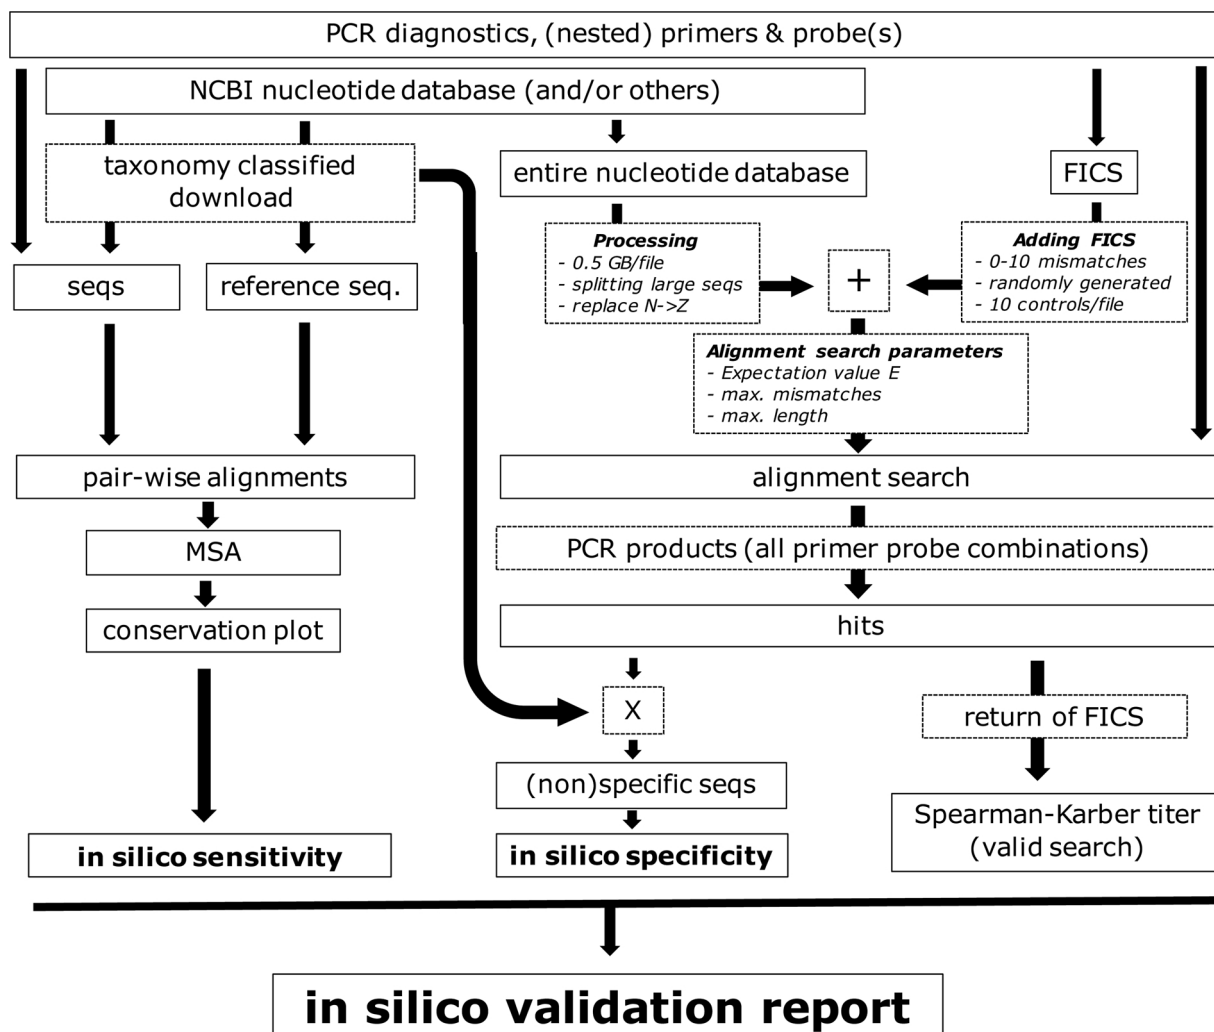 PCR diagnostics, (nested) primers & probe(s)
NCBI nucleotide database (and/or others)
taxonomy classified
download
entire nucleotide database
FICS
Processing
- 0.5 GB/file
- splitting large seqs
- replace N->Z
+
Adding FICS
- 0-10 mismatches
- randomly generated
- 10 controls/file
seqs
reference seq.
Alignment search parameters
- Expectation value E
- max. mismatches
- max. length
pair-wise alignments
alignment search
MSA
PCR products (all primer probe combinations)
conservation plot
hits
X
return of FICS
(non)specific seqs
Spearman-Karber titer
(valid search)
in silico sensitivity
in silico specificity
in silico validation report